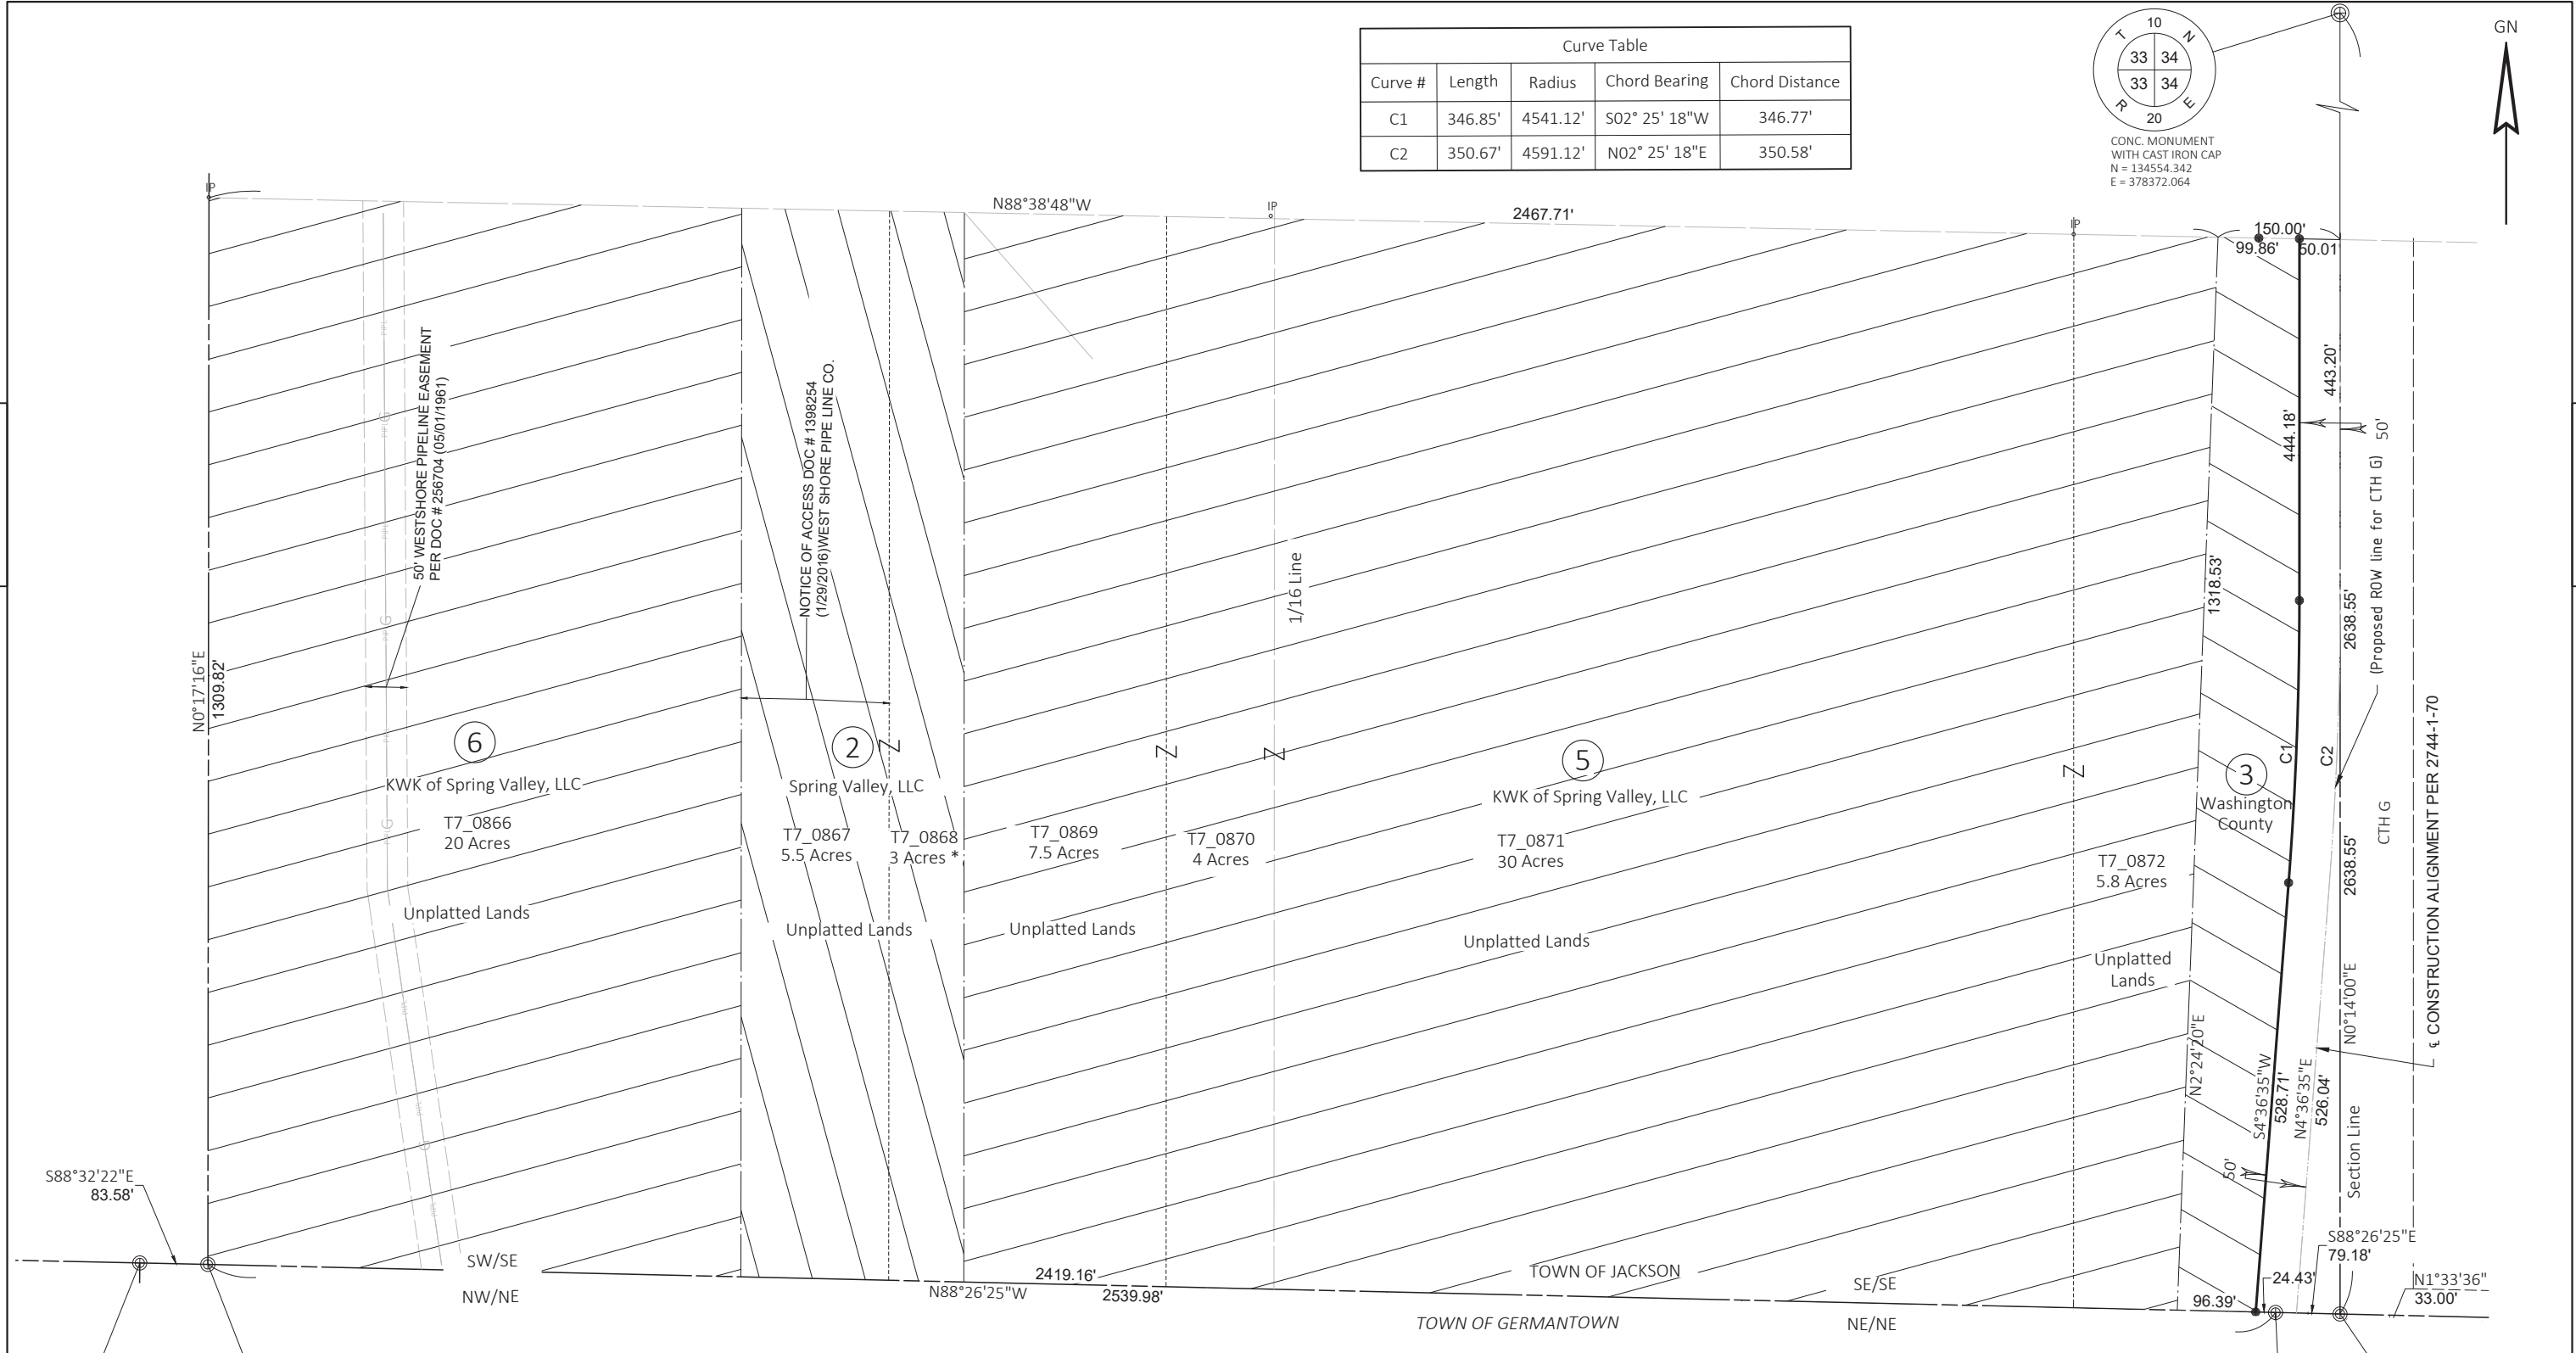 Curve Table
Curve # Length Radius Chord Bearing Chord Distance
C1 346.85' 4541.12' S02° 25' 18"W 346.77'
C2 350.67' 4591.12' N02° 25' 18"E 350.58'
10
T N
33 34
33 34
R E
20
CONC. MONUMENT
WITH CAST IRON CAP
N = 134554.342
E = 378372.064
GN
IP
N88°38'48"W
IP
2467.71'
IP
150.00'
99.86'
50.01'
50' WESTSHORE PIPELINE EASEMENT
PER DOC # 256704 (05/01/1961)
NOTICE OF ACCESS DOC # 1398254
(1/29/2016)WEST SHORE PIPE LINE CO.
1/16 Line
1318.53'
444.18'
443.20'
50'
(Proposed ROW line for CTH G)
2638.55'
N0°17'16"E
1309.82'
6
KWK of Spring Valley, LLC
T7_0866
20 Acres
Unplatted Lands
2
Spring Valley, LLC
T7_0867
5.5 Acres
T7_0868
3 Acres *
Unplatted Lands
T7_0869
7.5 Acres
Unplatted Lands
T7_0870
4 Acres
5
KWK of Spring Valley, LLC
T7_0871
30 Acres
Unplatted Lands
T7_0872
5.8 Acres
Unplatted
Lands
3
Washington
County
C1
C2
CTH G
2638.55'
N0°14'00"E
℄ CONSTRUCTION ALIGNMENT PER 2744-1-70
N2°24'20"E
S4°36'35"W
528.71'
N4°36'35"E
526.04'
Section Line
50'
S88°32'22"E
83.58'
SW/SE
NW/NE
N88°26'25"W
2419.16'
2539.98'
TOWN OF JACKSON
TOWN OF GERMANTOWN
SE/SE
NE/NE
96.39'
24.43'
S88°26'25"E
79.18'
N1°33'36"
33.00'
G
G
G
G